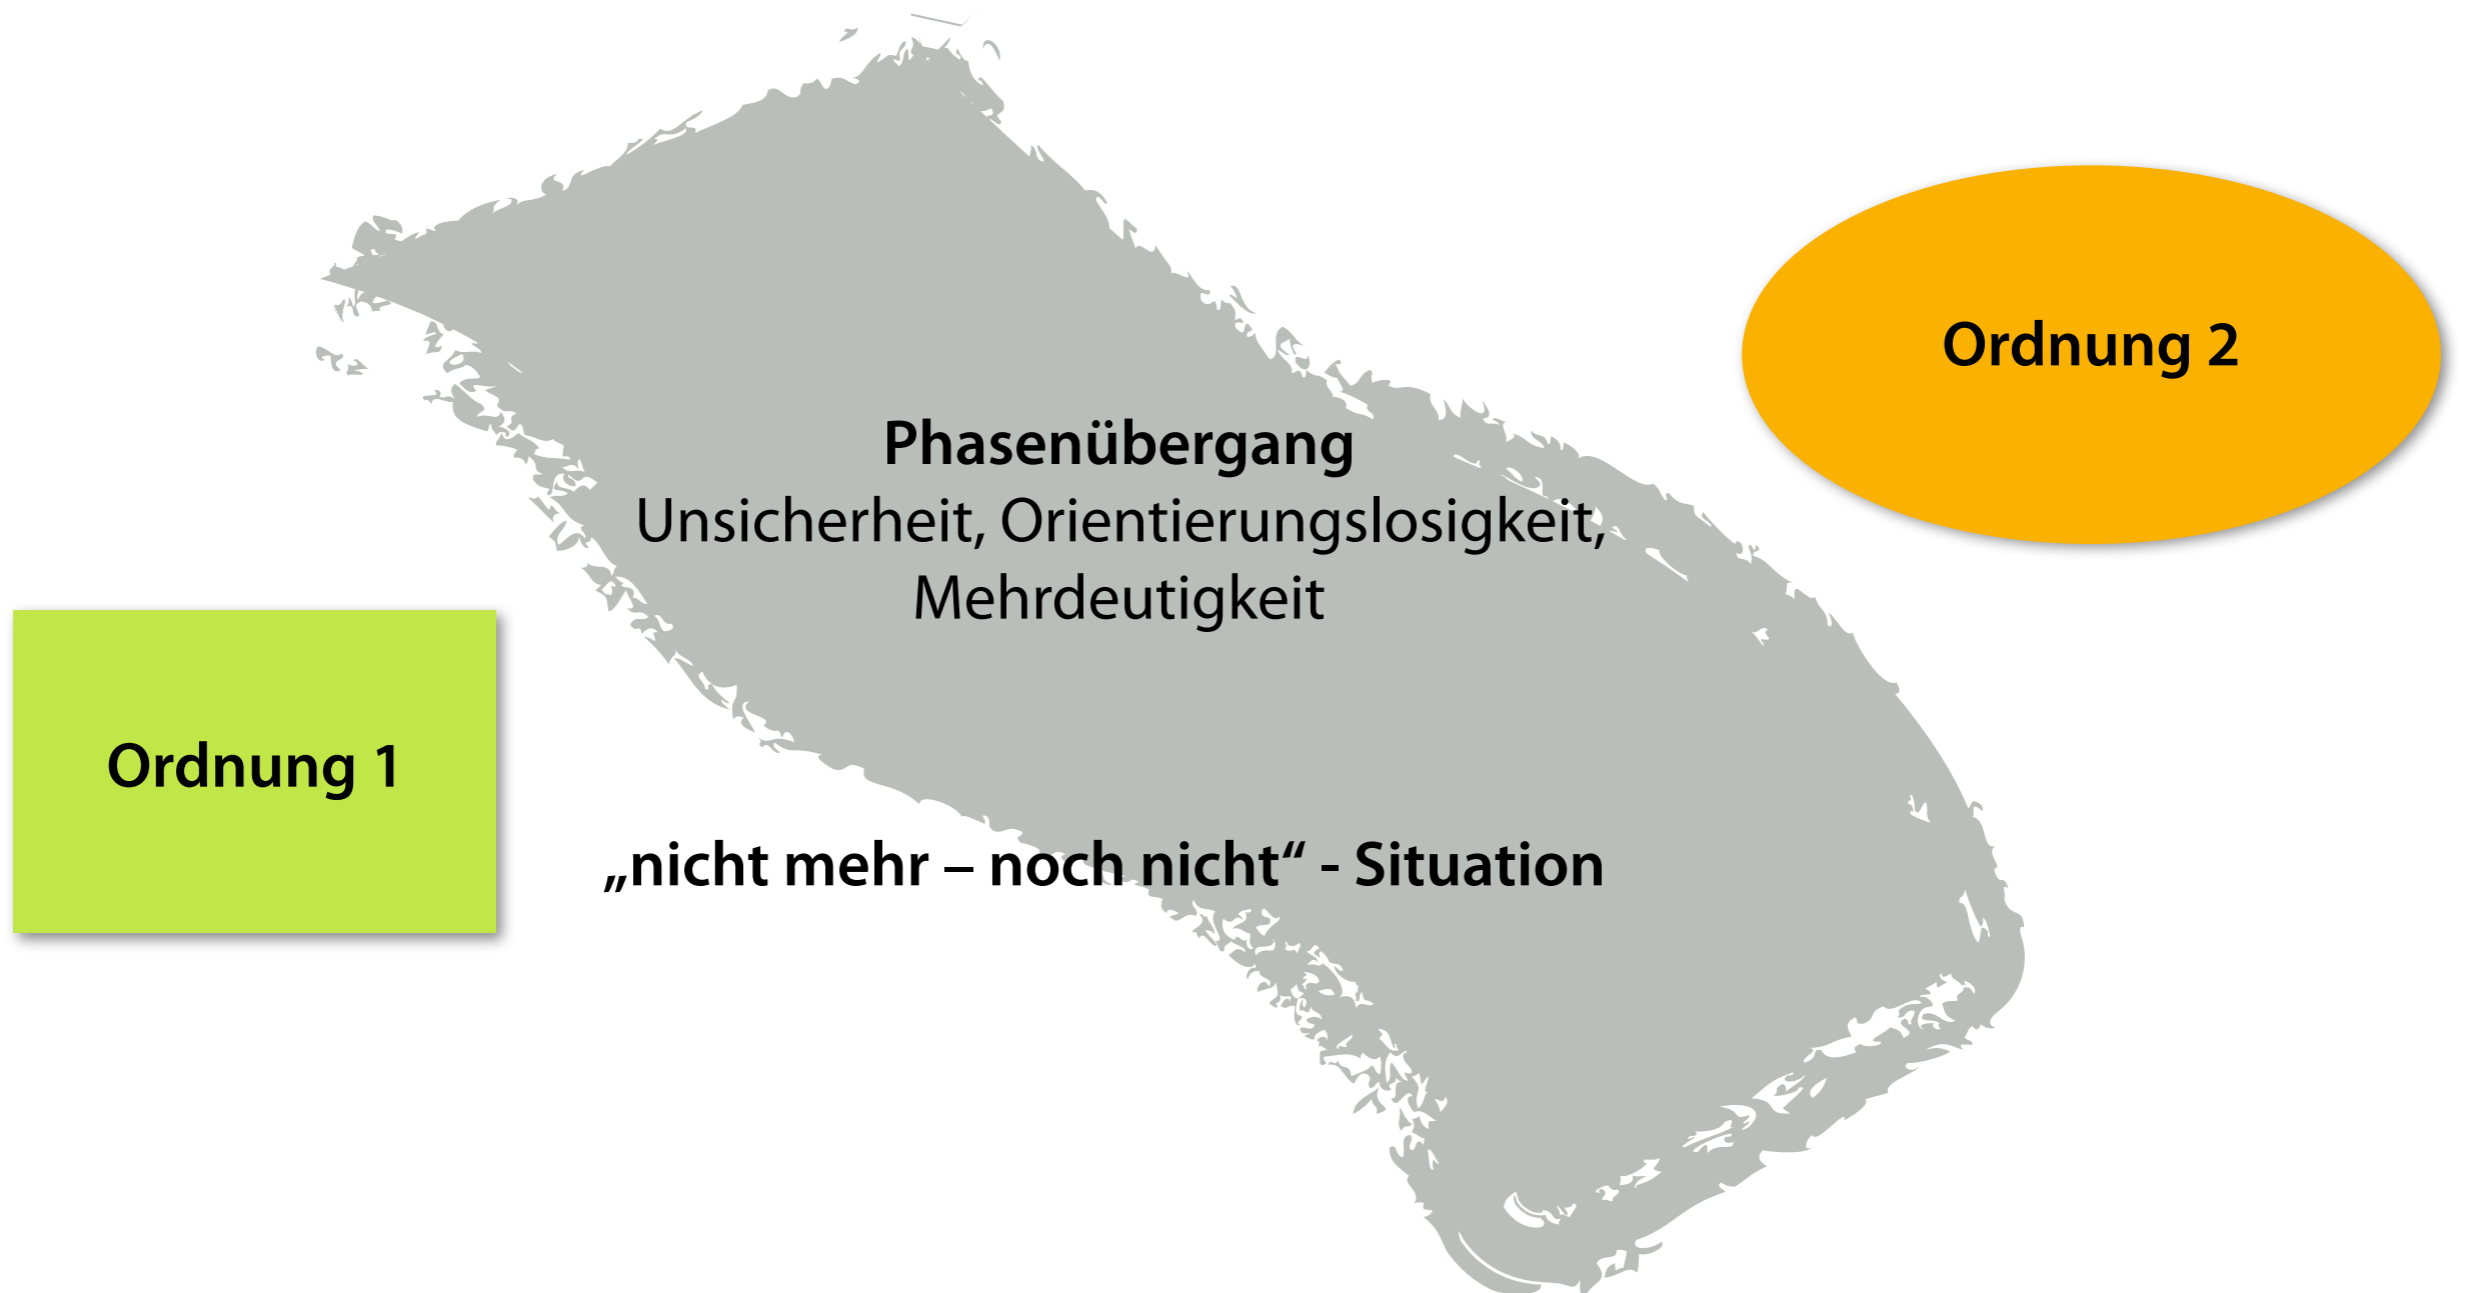 Ordnung 2
Phasenübergang
Unsicherheit, Orientierungslosigkeit,
Mehrdeutigkeit
Ordnung 1
„nicht mehr – noch nicht“ - Situation